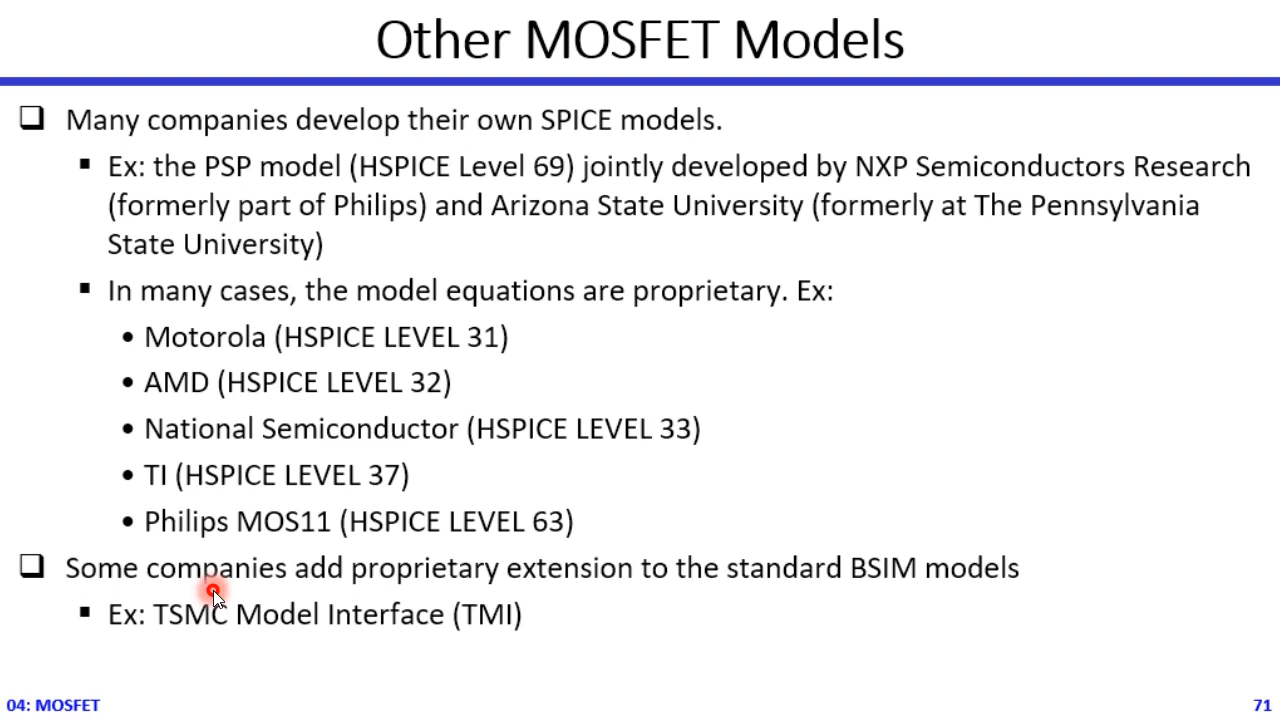 Other MOSFET Models
Many companies develop their own SPICE models.
Ex: the PSP model (HSPICE Level 69) jointly developed by NXP Semiconductors Research
(formerly part of Philips) and Arizona State University (formerly at The Pennsylvania
State University)
In many cases, the model equations are proprietary. Ex:
• Motorola (HSPICE LEVEL 31)
• AMD (HSPICE LEVEL 32)
• National Semiconductor (HSPICE LEVEL 33)
• TI (HSPICE LEVEL 37)
• Philips MOS11 (HSPICE LEVEL 63)
Some companies add proprietary extension to the standard BSIM models
Ex: TSMC Model Interface (TMI)
04: MOSFET
71